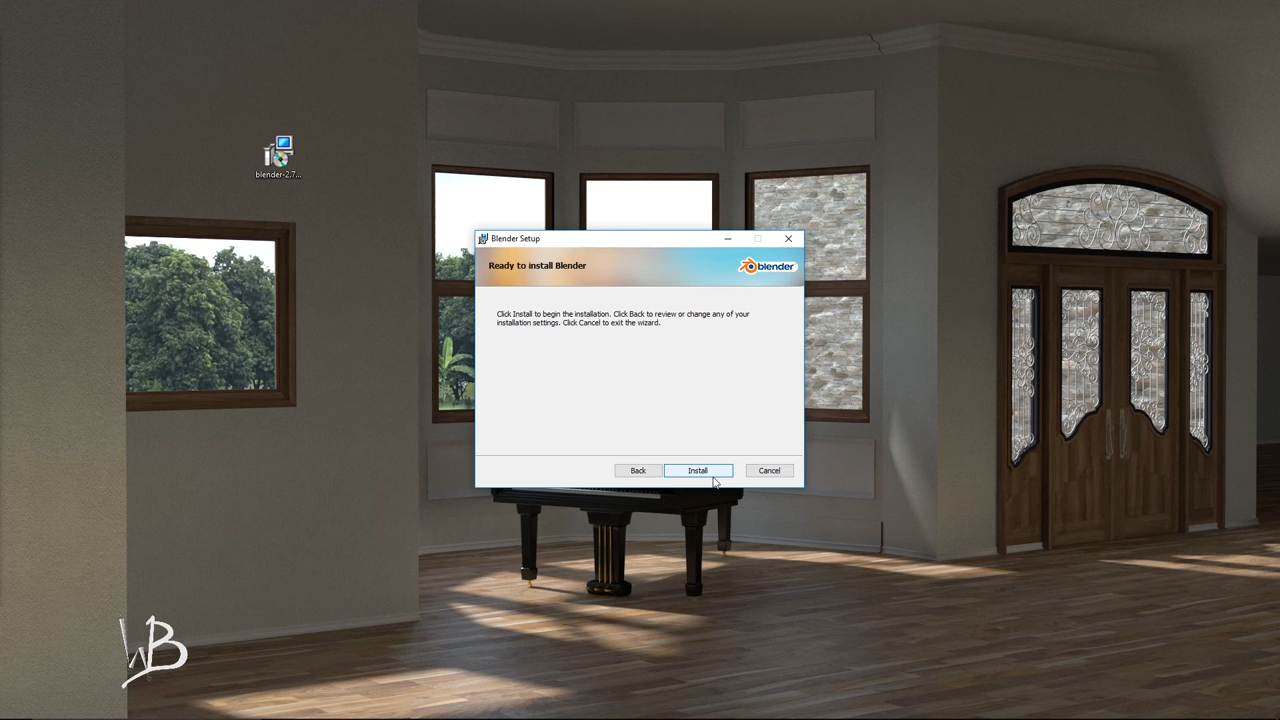 blender-2.7...
Blender Setup
Ready to install Blender
blender
Click Install to begin the installation. Click Back to review or change any of your
installation settings. Click Cancel to exit the wizard.
Back
Install
Cancel
WB